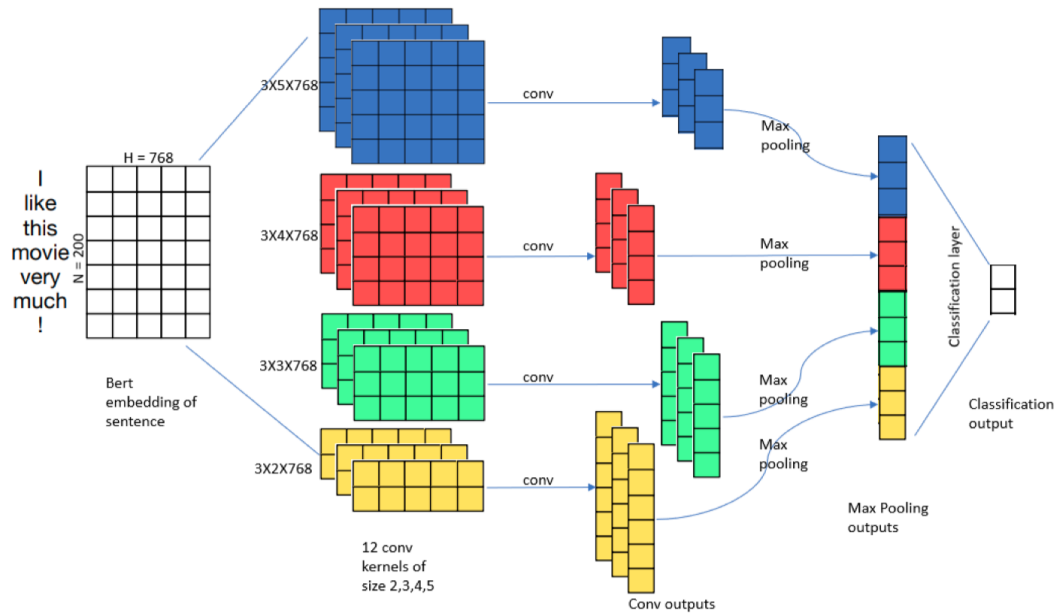 I
like
this
movie
very
much
!
H = 768
N = 200
Bert
embedding of
sentence
3X5X768
3X4X768
3X3X768
3X2X768
12 conv
kernels of
size 2,3,4,5
conv
conv
conv
conv
Conv outputs
Max
pooling
Max
pooling
Max
pooling
Max
pooling
Max Pooling
outputs
Classification layer
Classification
output